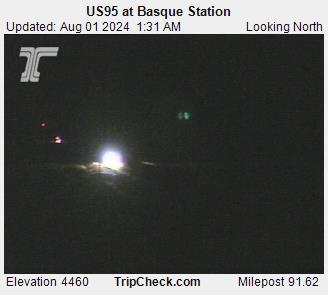 US95 at Basque Station
Updated: Aug 01 2024 1:31 AM Looking North
Elevation 4460 TripCheck.com Milepost 91.62